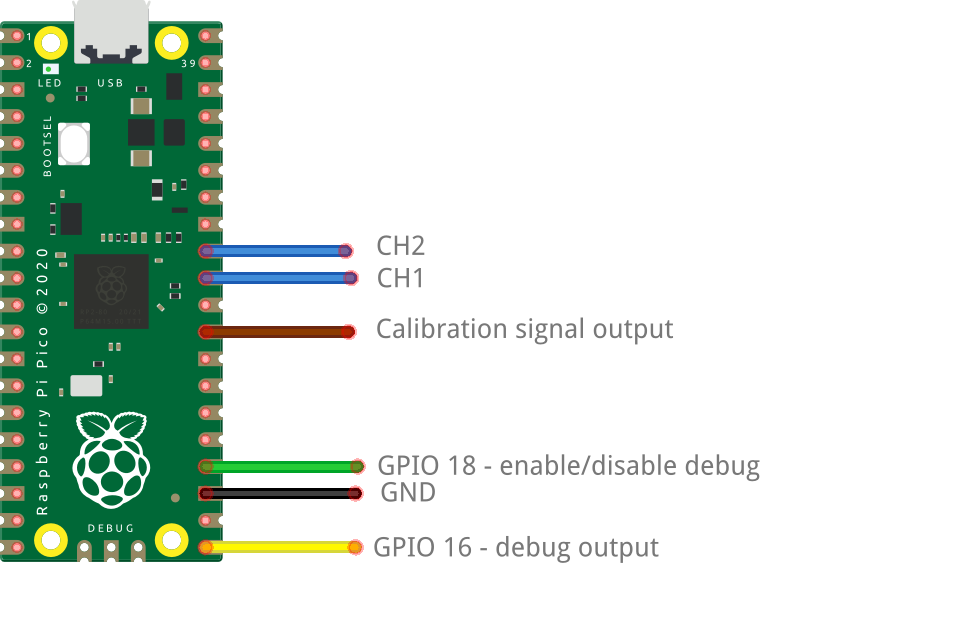 1
2
39
LED
USB
BOOTSEL
Raspberry Pi Pico ©2020
CH2
CH1
Calibration signal output
GPIO 18 - enable/disable debug
GND
DEBUG
GPIO 16 - debug output